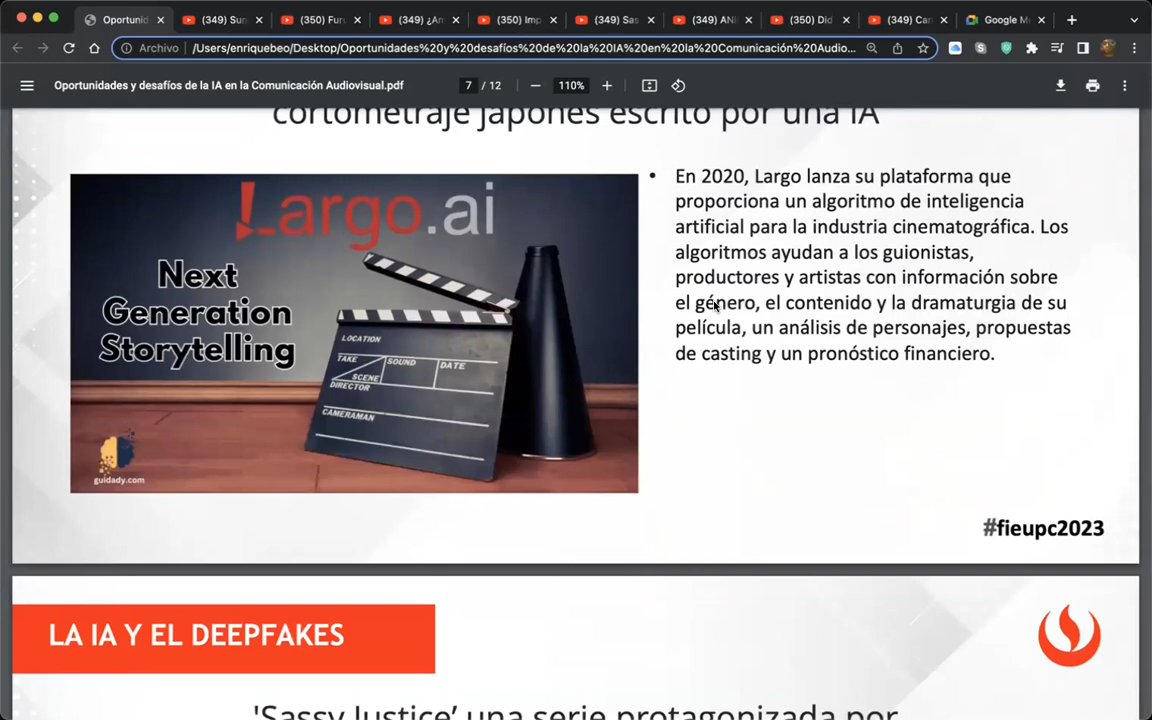 Oportunid
(349) Sur
(350) Fur
(349) ¿An
(350) Imp
(349) Sas
(349) AN
(350) Did
(349) Car
Google M
Archivo
/Users/enriquebeo/Desktop/Oportunidades%20y%20desafíos%20de%20la%20IA%20en%20la%20Comunicación%20Audio...
Oportunidades y desafíos de la IA en la Comunicación Audiovisual.pdf
7 / 12
110%
cortometraje japonés escrito por una IA
Largo.ai
Next
Generation
Storytelling
LOCATION
TAKE SOUND DATE
SCENE
DIRECTOR
CAMERAMAN
guidady.com
• En 2020, Largo lanza su plataforma que
proporciona un algoritmo de inteligencia
artificial para la industria cinematográfica. Los
algoritmos ayudan a los guionistas,
productores y artistas con información sobre
el género, el contenido y la dramaturgia de su
película, un análisis de personajes, propuestas
de casting y un pronóstico financiero.
#fieupc2023
LA IA Y EL DEEPFAKES
'Sassy Justice' una serie protagonizada por